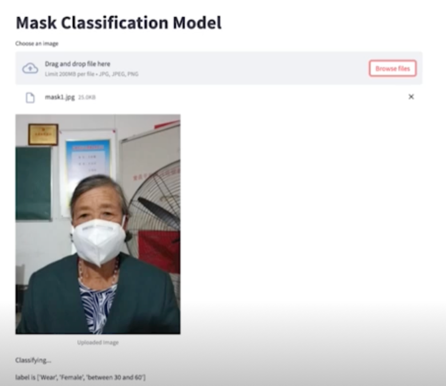 Mask Classification Model
Choose an image
Drag and drop file here
Limit 200MB per file • JPG, JPEG, PNG
Browse files
mask1.jpg 25.0KB
Uploaded Image
Classifying...
label is ['Wear', 'Female', 'between 30 and 60']